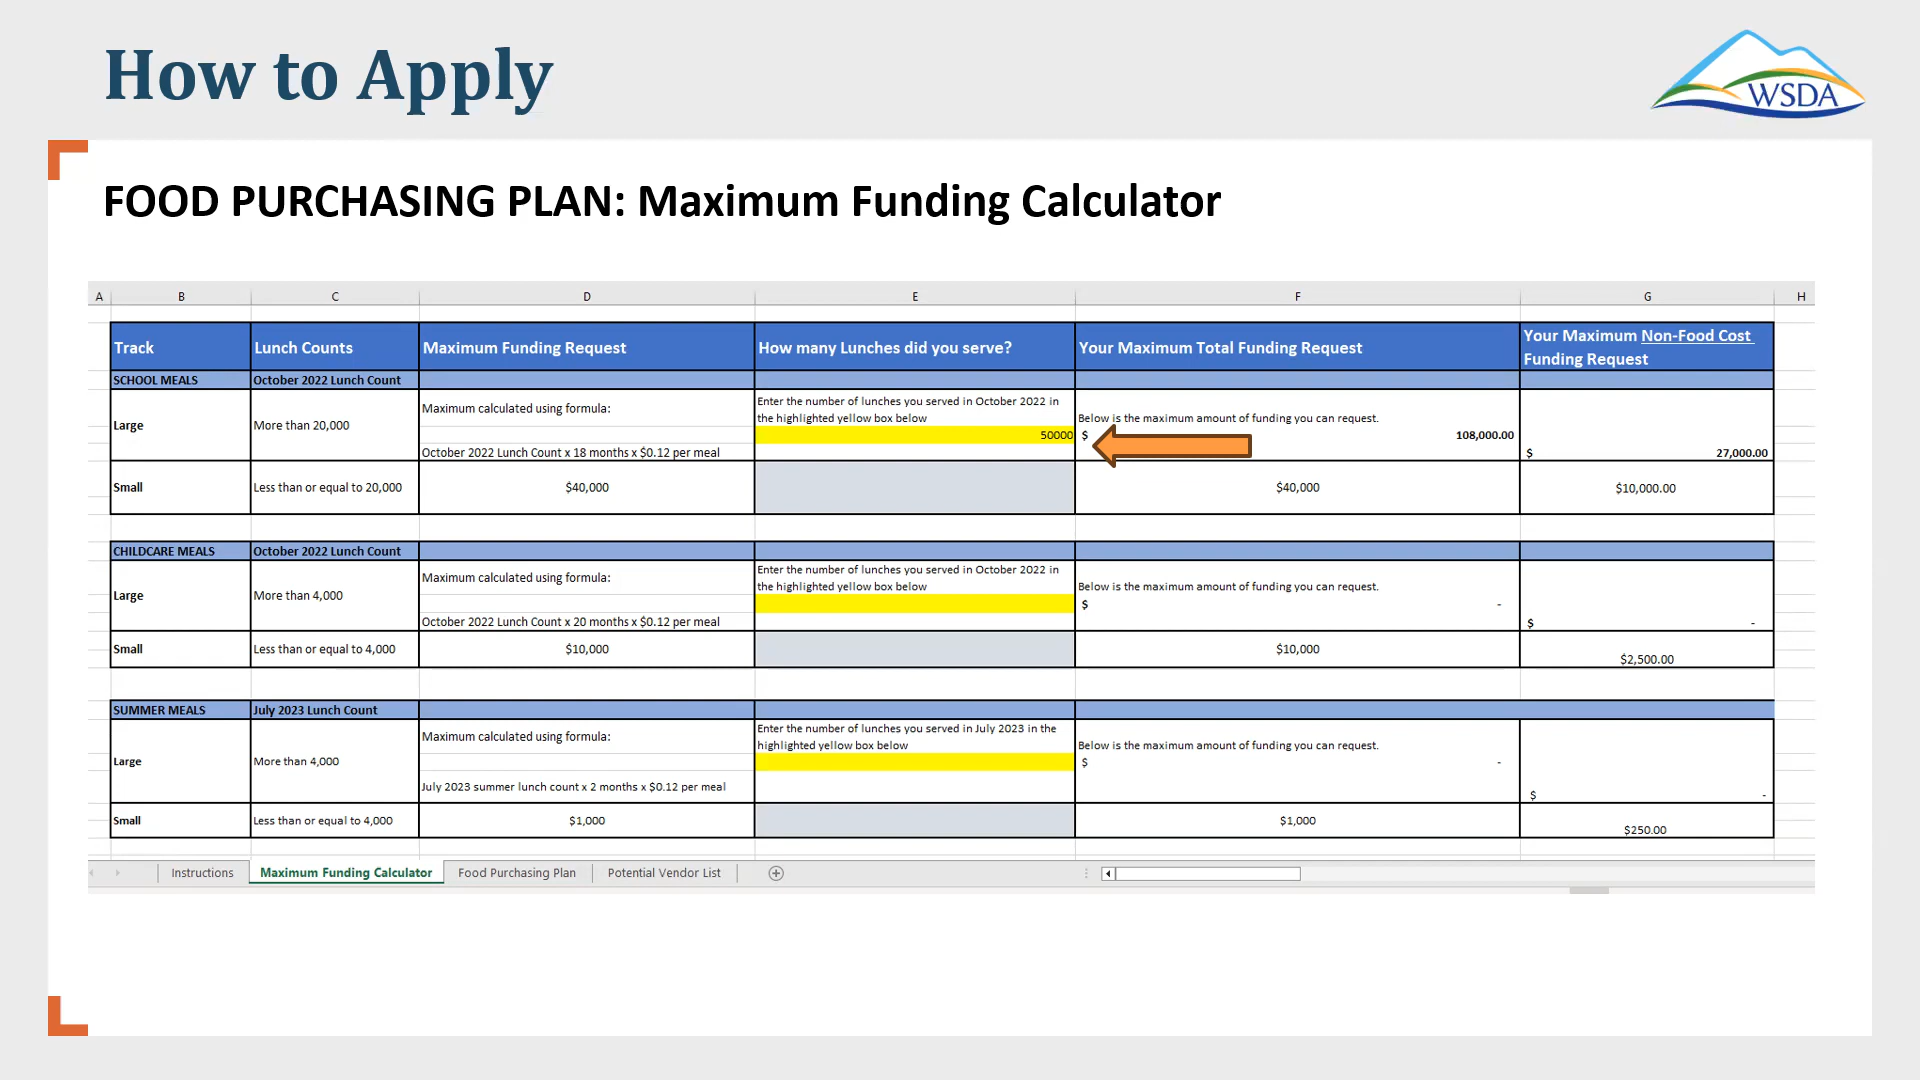 How to Apply
WSDA
FOOD PURCHASING PLAN: Maximum Funding Calculator
A B C D E F G H
Track Lunch Counts Maximum Funding Request How many Lunches did you serve? Your Maximum Total Funding Request Your Maximum Non-Food Cost
Funding Request
SCHOOL MEALS October 2022 Lunch Count
Large More than 20,000 Maximum calculated using formula:
October 2022 Lunch Count x 18 months x $0.12 per meal
Enter the number of lunches you served in October 2022 in
the highlighted yellow box below
50000
Below is the maximum amount of funding you can request.
$ 108,000.00
$ 27,000.00
Small Less than or equal to 20,000 $40,000 $40,000 $10,000.00
CHILDCARE MEALS October 2022 Lunch Count
Large More than 4,000 Maximum calculated using formula:
October 2022 Lunch Count x 20 months x $0.12 per meal
Enter the number of lunches you served in October 2022 in
the highlighted yellow box below
Below is the maximum amount of funding you can request.
$ -
$ -
Small Less than or equal to 4,000 $10,000 $10,000 $2,500.00
SUMMER MEALS July 2023 Lunch Count
Large More than 4,000 Maximum calculated using formula:
July 2023 summer lunch count x 2 months x $0.12 per meal
Enter the number of lunches you served in July 2023 in the
highlighted yellow box below
Below is the maximum amount of funding you can request.
$ -
$ -
Small Less than or equal to 4,000 $1,000 $1,000 $250.00
Instructions Maximum Funding Calculator Food Purchasing Plan Potential Vendor List